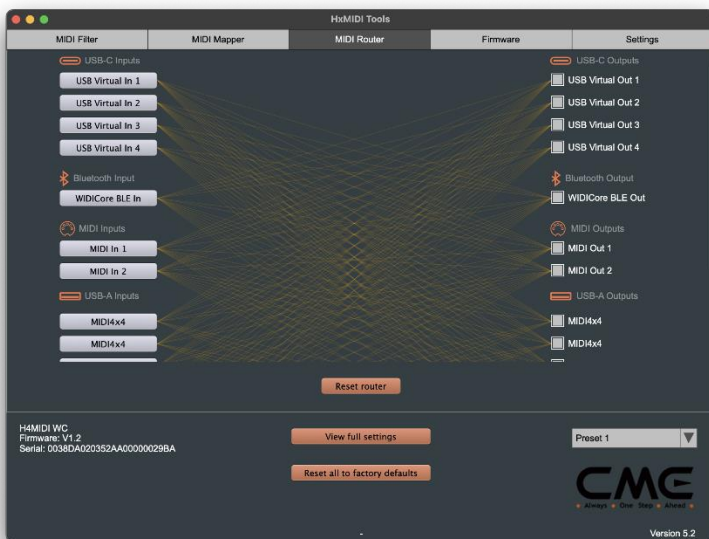 HxMIDI Tools
MIDI Filter MIDI Mapper MIDI Router Firmware Settings
USB-C Inputs USB-C Outputs
USB Virtual In 1 USB Virtual Out 1
USB Virtual In 2 USB Virtual Out 2
USB Virtual In 3 USB Virtual Out 3
USB Virtual In 4 USB Virtual Out 4
Bluetooth Input Bluetooth Output
WIDICore BLE In WIDICore BLE Out
MIDI Inputs MIDI Outputs
MIDI In 1 MIDI Out 1
MIDI In 2 MIDI Out 2
USB-A Inputs USB-A Outputs
MIDI4x4 MIDI4x4
MIDI4x4 MIDI4x4
Reset router
H4MIDI WC
Firmware: V1.2
Serial: 0038DA020352AA00000029BA
View full settings
Preset 1
Reset all to factory defaults
CME
Always One Step Ahead
-
Version 5.2